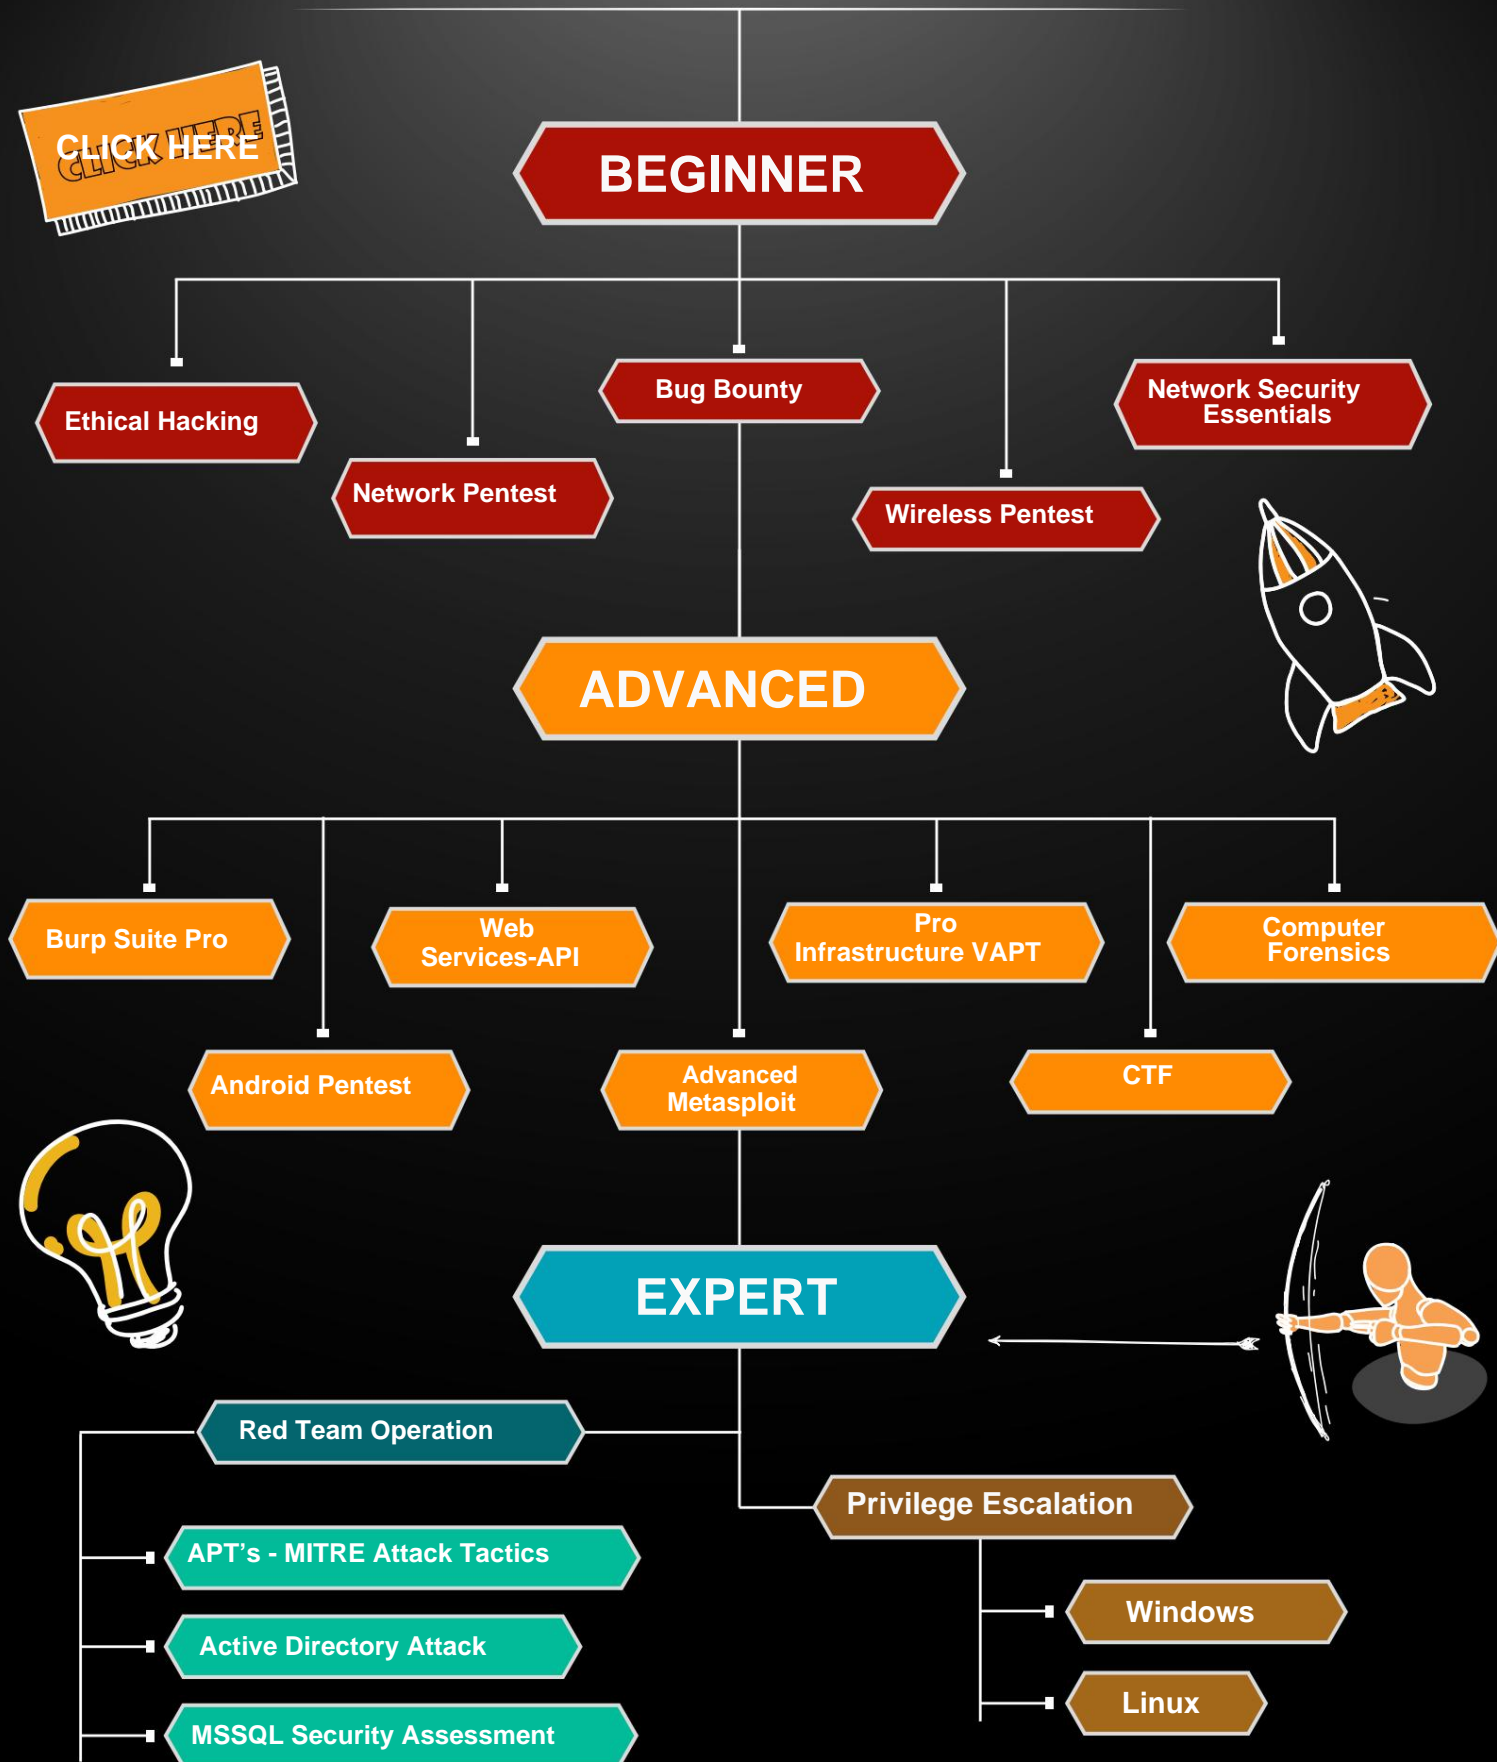 CLICK HERE
CLICK HERE
BEGINNER
Ethical Hacking
Network Pentest
Bug Bounty
Wireless Pentest
Network Security
Essentials
ADVANCED
Burp Suite Pro
Android Pentest
Web
Services-API
Advanced
Metasploit
Pro
Infrastructure VAPT
CTF
Computer
Forensics
EXPERT
Red Team Operation
APT’s - MITRE Attack Tactics
Active Directory Attack
MSSQL Security Assessment
Privilege Escalation
Windows
Linux